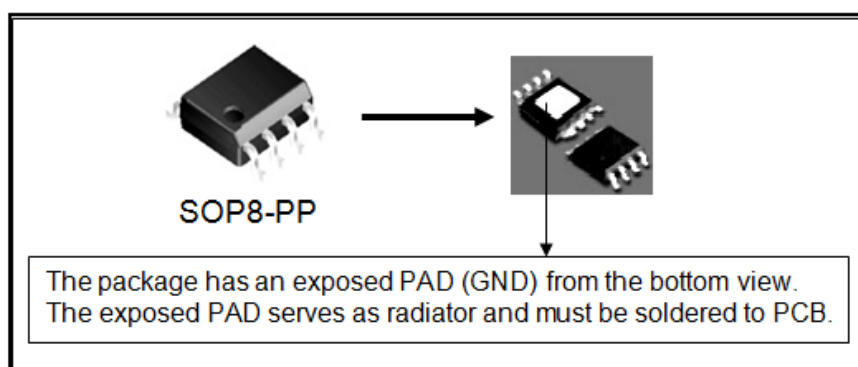 SOP8-PP
The package has an exposed PAD (GND) from the bottom view.
The exposed PAD serves as radiator and must be soldered to PCB.